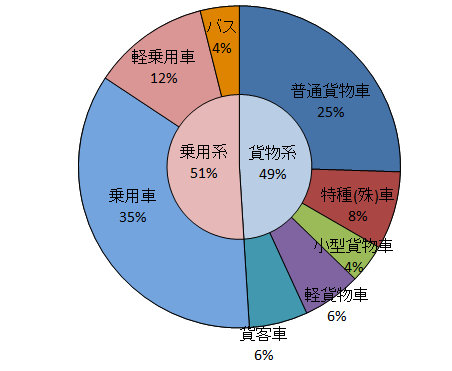 バス
4%
軽乗用車
12%
普通貨物車
25%
乗用系
51%
貨物系
49%
乗用車
35%
特種(殊)車
8%
小型貨物車
4%
軽貨物車
6%
貨客車
6%